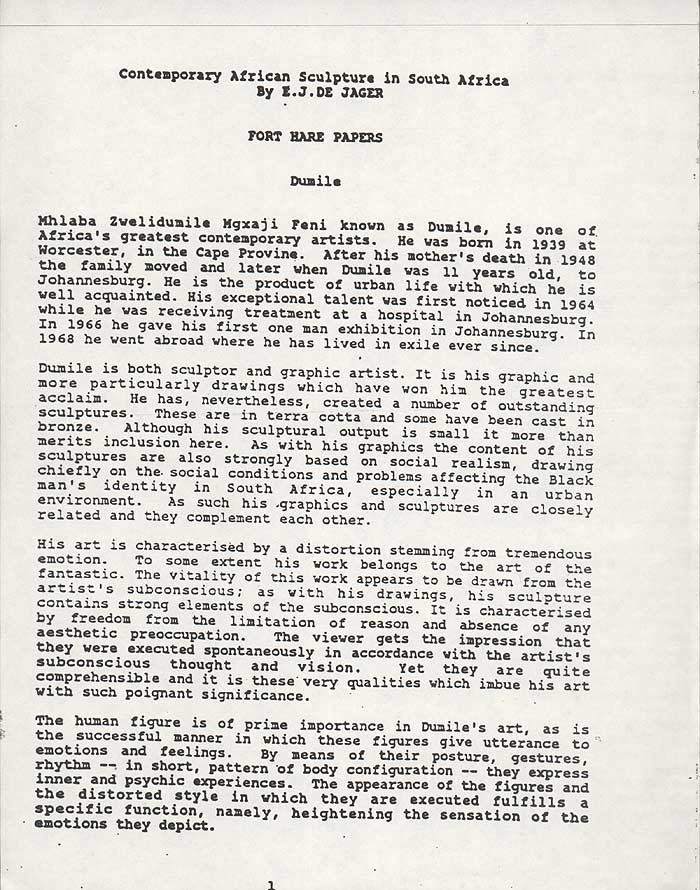 Contemporary African Sculpture in South Africa
By E.J.DE JAGER
FORT HARE PAPERS
Dumile
Mhlaba Zwelidumile Mgxaji Feni known as Dumile, is one of
Africa's greatest contemporary artists. He was born in 1939 at
Worcester, in the Cape Provine. After his mother's death in 1948
the family moved and later when Dumile was 11 years old, to
Johannesburg. He is the product of urban life with which he is
well acquainted. His exceptional talent was first noticed in 1964
while he was receiving treatment at a hospital in Johannesburg.
In 1966 he gave his first one man exhibition in Johannesburg. In
1968 he went abroad where he has lived in exile ever since.
Dumile is both sculptor and graphic artist. It is his graphic and
more particularly drawings which have won him the greatest
acclaim. He has, nevertheless, created a number of outstanding
sculptures. These are in terra cotta and some have been cast in
bronze. Although his sculptural output is small it more than
merits inclusion here. As with his graphics the content of his
sculptures are also strongly based on social realism, drawing
chiefly on the social conditions and problems affecting the Black
man's identity in South Africa, especially in an urban
environment. As such his graphics and sculptures are closely
related and they complement each other.
His art is characterised by a distortion stemming from tremendous
emotion. To some extent his work belongs to the art of the
fantastic. The vitality of this work appears to be drawn from the
artist's subconscious; as with his drawings, his sculpture
contains strong elements of the subconscious. It is characterised
by freedom from the limitation of reason and absence of any
aesthetic preoccupation. The viewer gets the impression that
they were executed spontaneously in accordance with the artist's
subconscious thought and vision. Yet they are quite
comprehensible and it is these very qualities which imbue his art
with such poignant significance.
The human figure is of prime importance in Dumile's art, as is
the successful manner in which these figures give utterance to
emotions and feelings. By means of their posture, gestures,
rhythm -- in short, pattern of body configuration -- they express
inner and psychic experiences. The appearance of the figures and
the distorted style in which they are executed fulfills a
specific function, namely, heightening the sensation of the
emotions they depict.
1